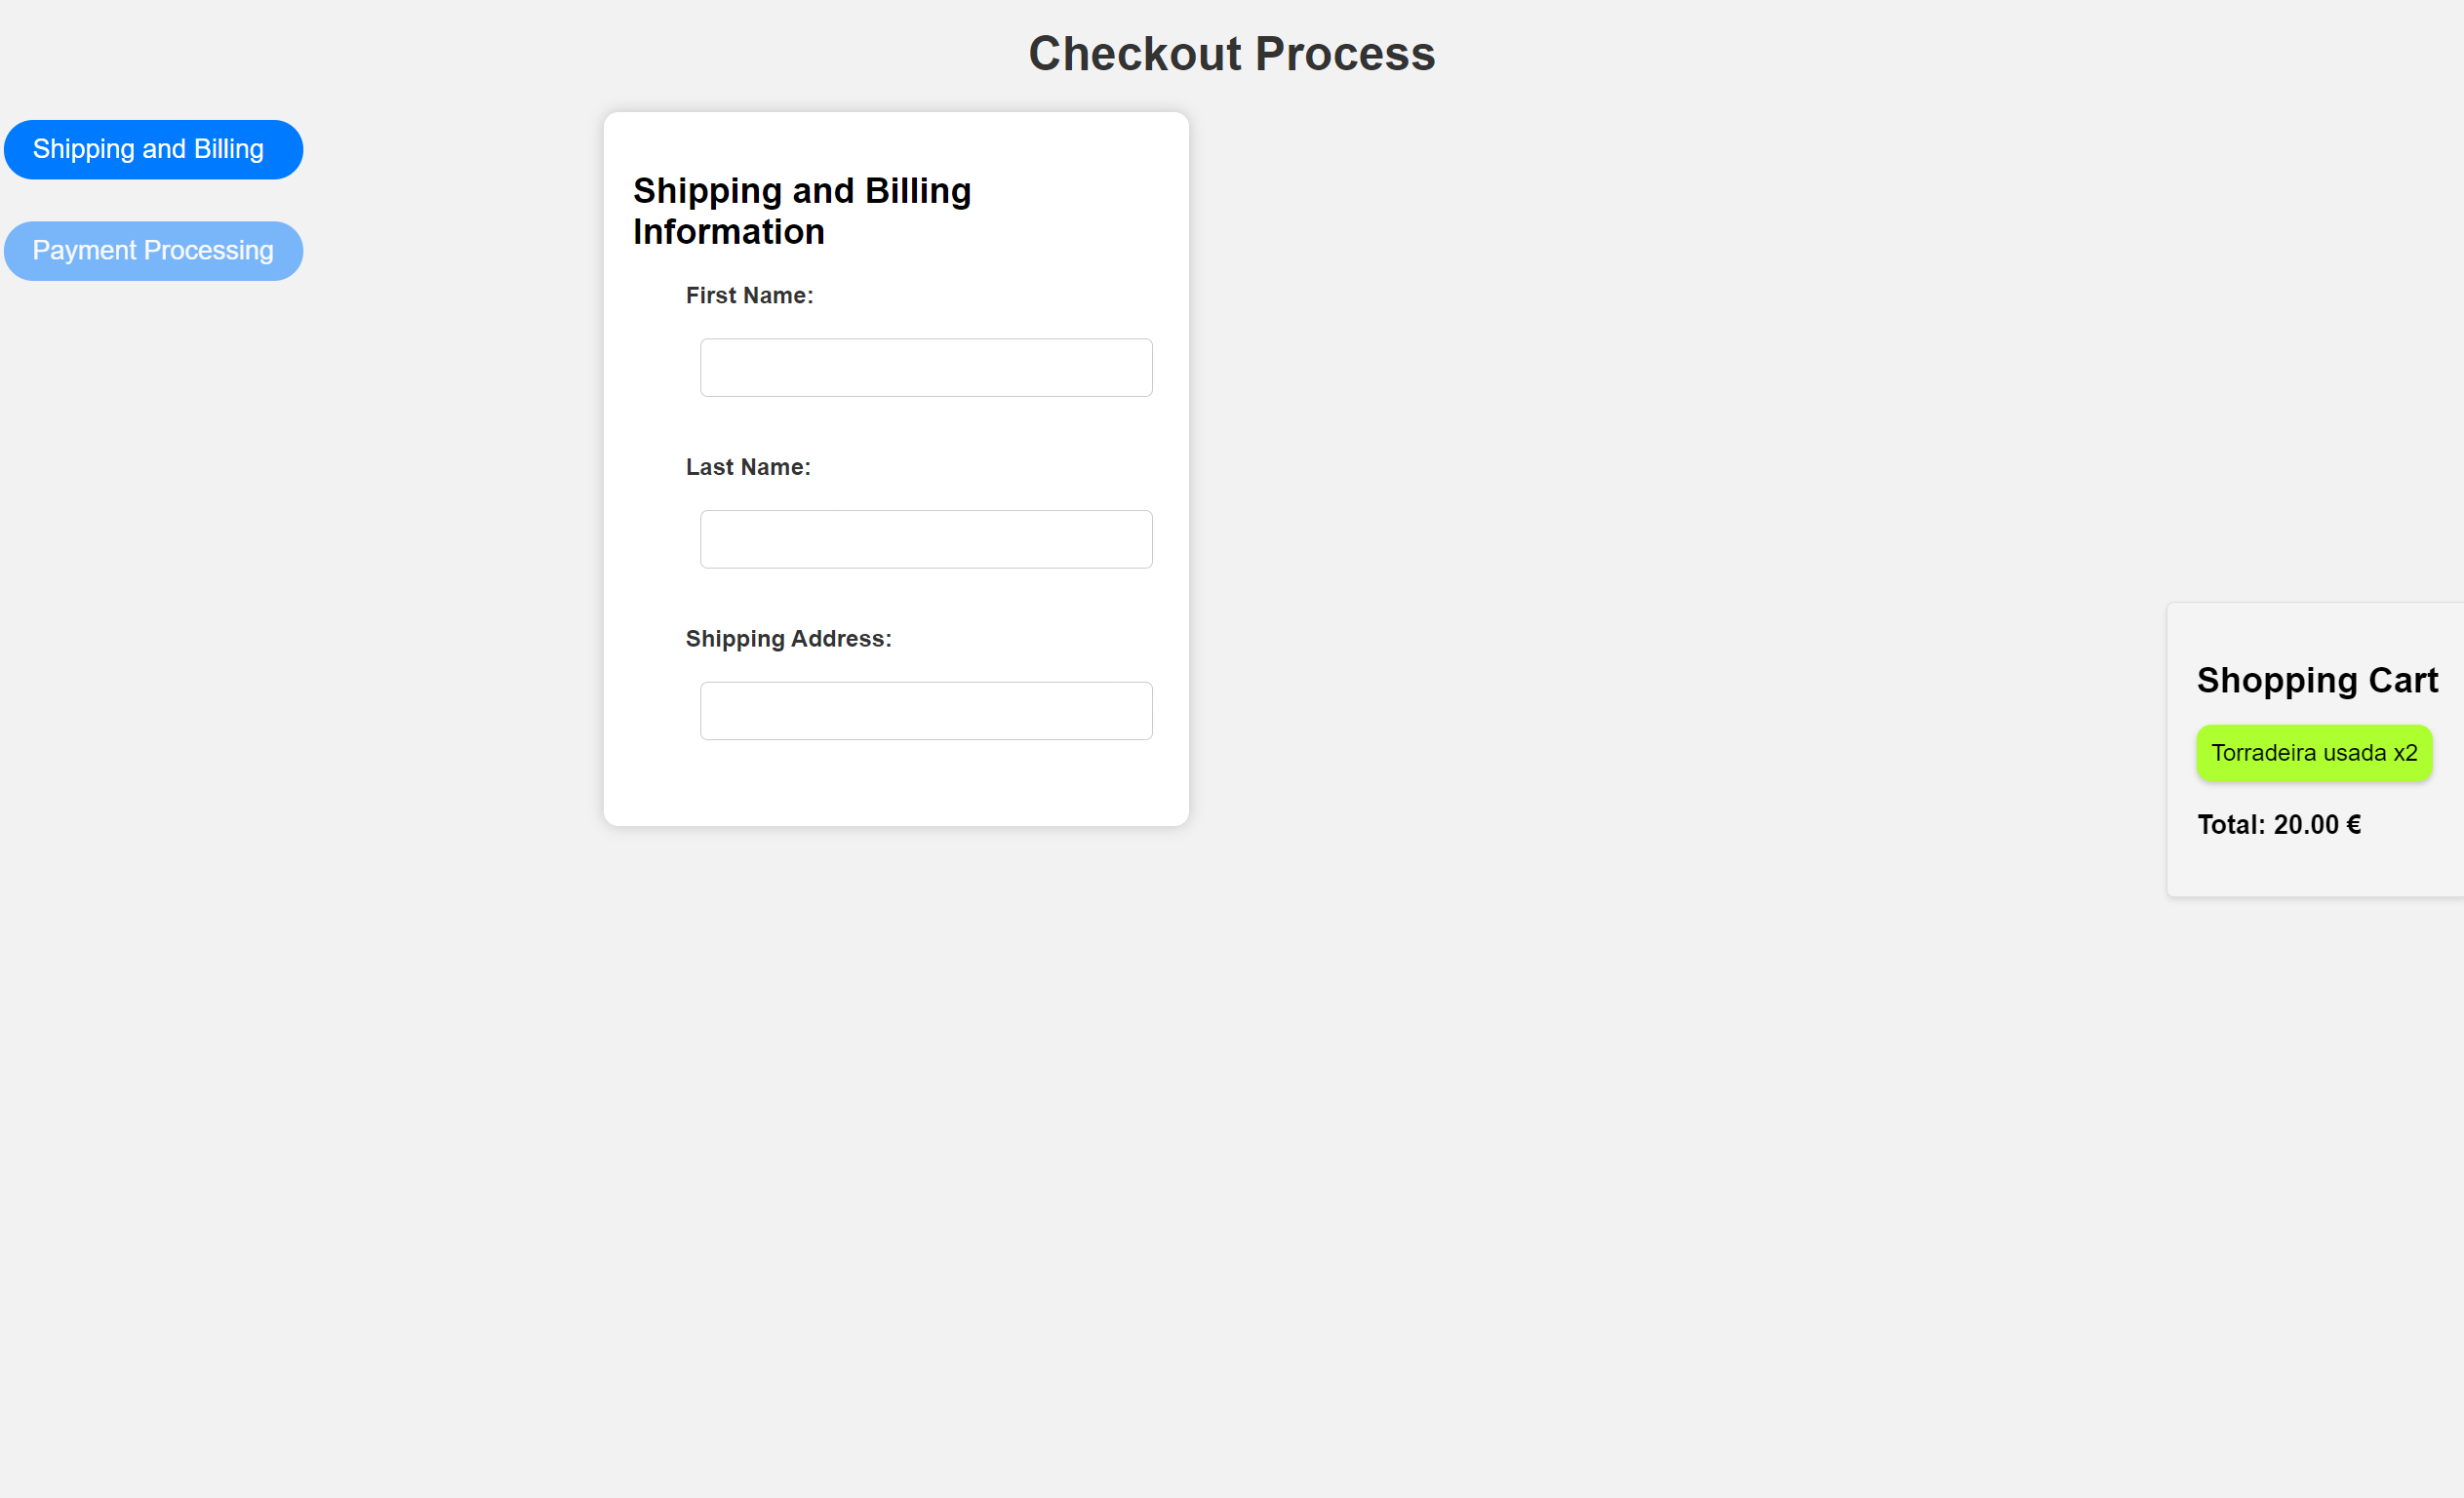 Checkout Process
Shipping and Billing
Payment Processing
Shipping and Billing
Information
First Name:
Last Name:
Shipping Address:
Shopping Cart
Torradeira usada x2
Total: 20.00 €